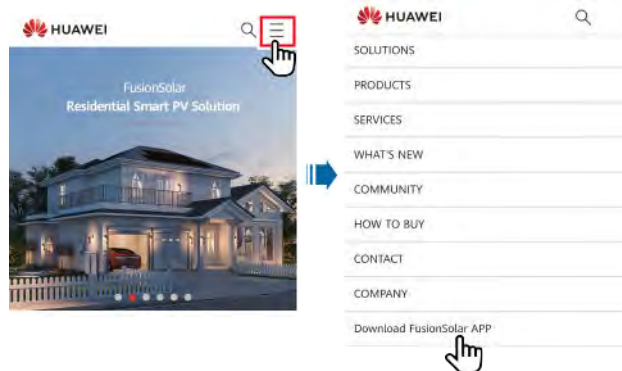 HUAWEI
FusionSolar
Residential Smart PV Solution
HUAWEI
SOLUTIONS
PRODUCTS
SERVICES
WHAT'S NEW
COMMUNITY
HOW TO BUY
CONTACT
COMPANY
Download FusionSolar APP